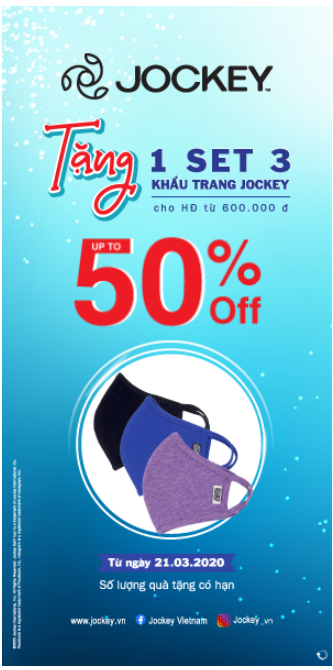 JOCKEY™
Tặng 1 SET 3
KHẨU TRANG JOCKEY
cho HĐ từ 600.000 đ
UP TO
50% Off
Từ ngày 21.03.2020
Số lượng quà tặng có hạn
www.jockey.vn Jockey Vietnam Jockey_vn